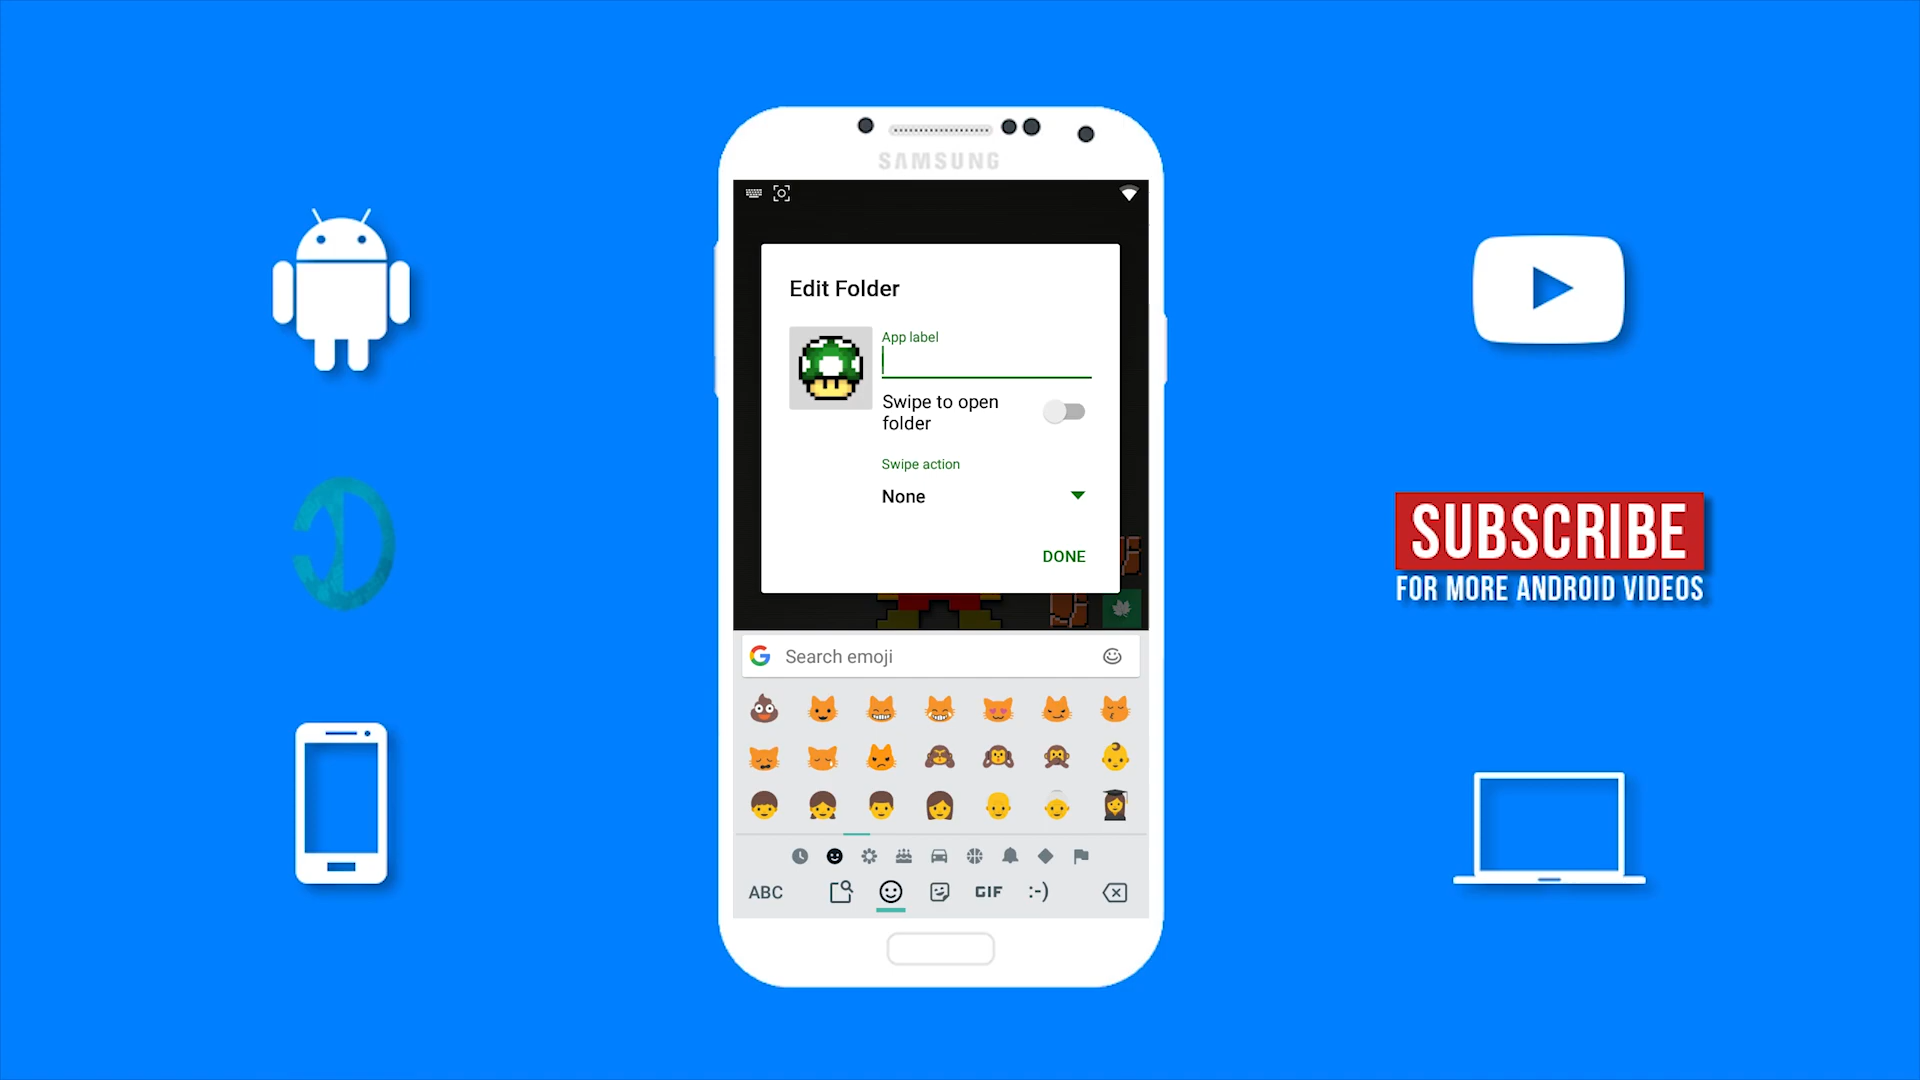 SAMSUNG
Edit Folder
App label
Swipe to open
folder
Swipe action
None
DONE
Search emoji
ABC
GIF
:-)
SUBSCRIBE
FOR MORE ANDROID VIDEOS